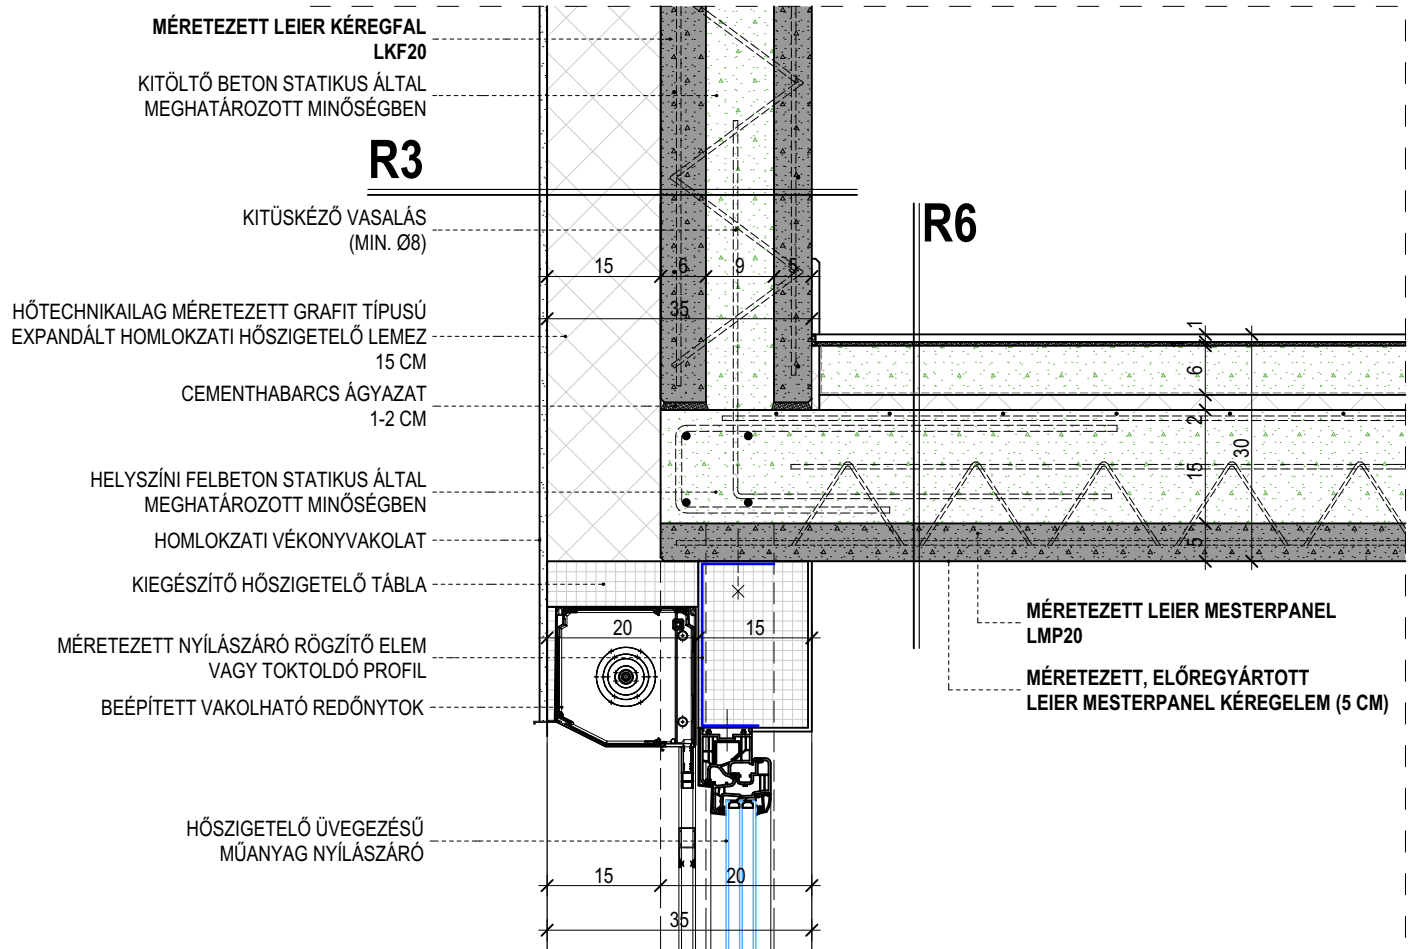 MÉRETEZETT LEIER KÉREGFAL
LKF20
KITÖLTŐ BETON STATIKUS ÁLTAL
MEGHATÁROZOTT MINŐSÉGBEN
R3
KITÜSKÉZŐ VASALÁS
(MIN. Ø8)
R6
15
6
9
5
35
HŐTECHNIKAILAG MÉRETEZETT GRAFIT TÍPUSÚ
EXPANDÁLT HOMLOKZATI HŐSZIGETELŐ LEMEZ
15 CM
CEMENTHABARCS ÁGYAZAT
1-2 CM
1
6
2
15
5
30
HELYSZÍNI FELBETON STATIKUS ÁLTAL
MEGHATÁROZOTT MINŐSÉGBEN
HOMLOKZATI VÉKONYVAKOLAT
KIEGÉSZÍTŐ HŐSZIGETELŐ TÁBLA
20
15
MÉRETEZETT NYÍLÁSZÁRÓ RÖGZÍTŐ ELEM
VAGY TOKTOLDÓ PROFIL
BEÉPÍTETT VAKOLHATÓ REDŐNYTOK
MÉRETEZETT LEIER MESTERPANEL
LMP20
MÉRETEZETT, ELŐREGYÁRTOTT
LEIER MESTERPANEL KÉREGELEM (5 CM)
HŐSZIGETELŐ ÜVEGEZÉSŰ
MŰANYAG NYÍLÁSZÁRÓ
15
20
35